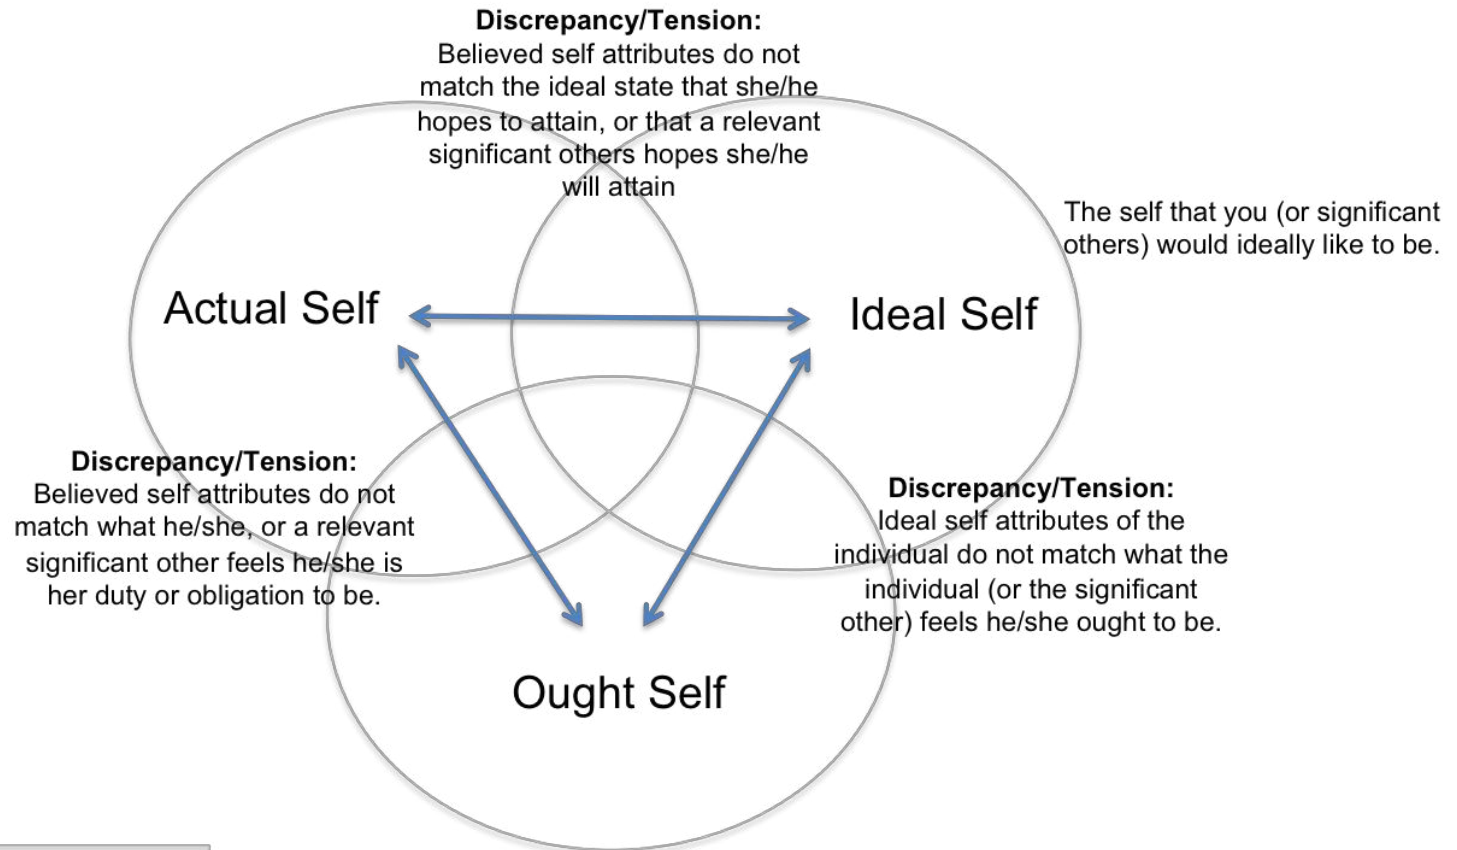 Discrepancy/Tension:
Believed self attributes do not
match the ideal state that she/he
hopes to attain, or that a relevant
significant others hopes she/he
will attain
The self that you (or significant
others) would ideally like to be.
Actual Self
Ideal Self
Discrepancy/Tension:
Believed self attributes do not
match what he/she, or a relevant
significant other feels he/she is
her duty or obligation to be.
Discrepancy/Tension:
Ideal self attributes of the
individual do not match what the
individual (or the significant
other) feels he/she ought to be.
Ought Self